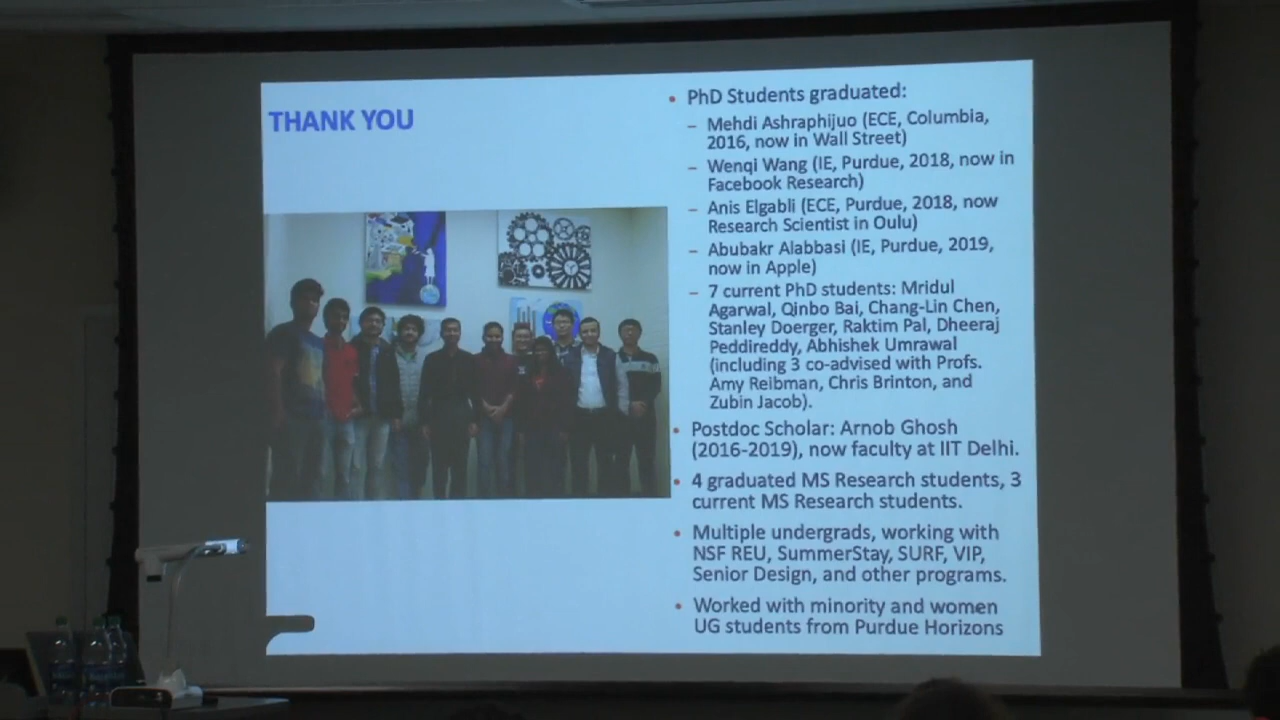 THANK YOU
• PhD Students graduated:
– Mehdi Ashraphijuo (ECE, Columbia,
2016, now in Wall Street)
– Wenqi Wang (IE, Purdue, 2018, now in
Facebook Research)
– Anis Elgabli (ECE, Purdue, 2018, now
Research Scientist in Oulu)
– Abubakr Alabbasi (IE, Purdue, 2019,
now in Apple)
– 7 current PhD students: Mridul
Agarwal, Qinbo Bai, Chang-Lin Chen,
Stanley Doerger, Raktim Pal, Dheeraj
Peddireddy, Abhishek Umrawal
(including 3 co-advised with Profs.
Amy Reibman, Chris Brinton, and
Zubin Jacob).
• Postdoc Scholar: Arnob Ghosh
(2016-2019), now faculty at IIT Delhi.
• 4 graduated MS Research students, 3
current MS Research students.
• Multiple undergrads, working with
NSF REU, SummerStay, SURF, VIP,
Senior Design, and other programs.
• Worked with minority and women
UG students from Purdue Horizons